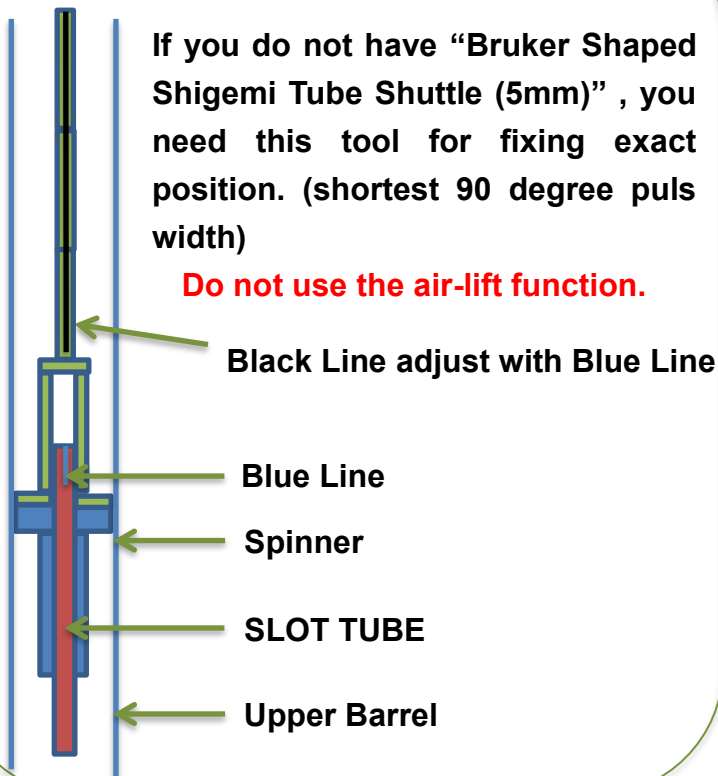 If you do not have “Bruker Shaped
Shigemi Tube Shuttle (5mm)” , you
need this tool for fixing exact
position. (shortest 90 degree puls
width)
Do not use the air-lift function.
Black Line adjust with Blue Line
Blue Line
Spinner
SLOT TUBE
Upper Barrel